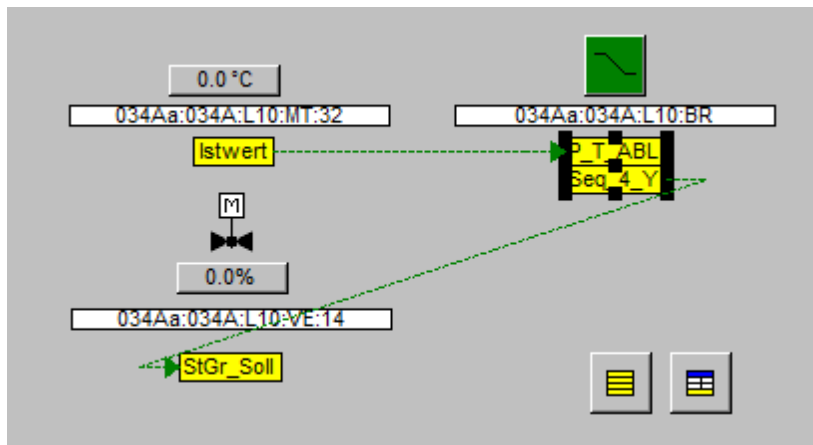 0.0 °C
034Aa:034A:L10:MT:32
034Aa:034A:L10:BR
Istwert
P_T_ABL
Seq_4_Y
M
0.0%
034Aa:034A:L10:VE:14
StGr_Soll